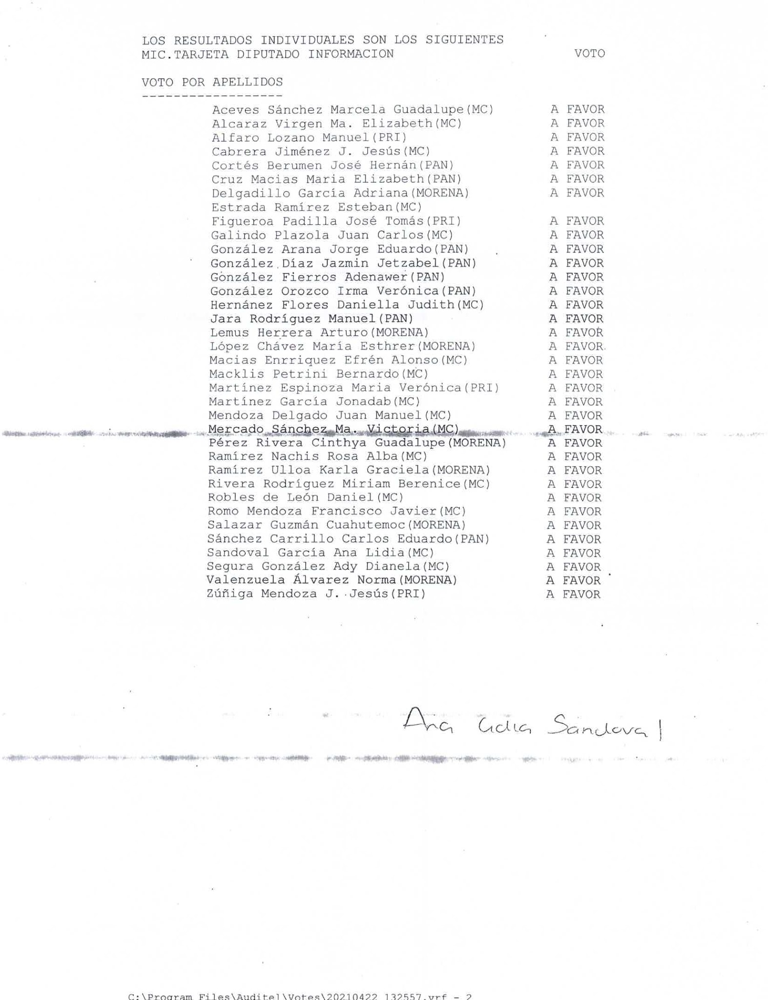 LOS RESULTADOS INDIVIDUALES SON LOS SIGUIENTES
MIC.TARJETA DIPUTADO INFORMACION VOTO
VOTO POR APELLIDOS
------------------
Aceves Sánchez Marcela Guadalupe(MC) A FAVOR
Alcaraz Virgen Ma. Elizabeth(MC) A FAVOR
Alfaro Lozano Manuel(PRI) A FAVOR
Cabrera Jiménez J. Jesús(MC) A FAVOR
Cortés Berumen José Hernán(PAN) A FAVOR
Cruz Macias Maria Elizabeth(PAN) A FAVOR
Delgadillo García Adriana(MORENA) A FAVOR
Estrada Ramírez Esteban(MC)
Figueroa Padilla José Tomás(PRI) A FAVOR
Galindo Plazola Juan Carlos(MC) A FAVOR
González Arana Jorge Eduardo(PAN) A FAVOR
González Díaz Jazmin Jetzabel(PAN) A FAVOR
González Fierros Adenawer(PAN) A FAVOR
González Orozco Irma Verónica(PAN) A FAVOR
Hernánez Flores Daniella Judith(MC) A FAVOR
Jara Rodríguez Manuel(PAN) A FAVOR
Lemus Herrera Arturo(MORENA) A FAVOR
López Chávez María Esthrer(MORENA) A FAVOR
Macias Enrriquez Efrén Alonso(MC) A FAVOR
Macklis Petrini Bernardo(MC) A FAVOR
Martínez Espinoza Maria Verónica(PRI) A FAVOR
Martínez García Jonadab(MC) A FAVOR
Mendoza Delgado Juan Manuel(MC) A FAVOR
Mercado Sánchez Ma. Victoria(MC) A FAVOR
Pérez Rivera Cinthya Guadalupe(MORENA) A FAVOR
Ramírez Nachis Rosa Alba(MC) A FAVOR
Ramírez Ulloa Karla Graciela(MORENA) A FAVOR
Rivera Rodríguez Miriam Berenice(MC) A FAVOR
Robles de León Daniel(MC) A FAVOR
Romo Mendoza Francisco Javier(MC) A FAVOR
Salazar Guzmán Cuahutemoc(MORENA) A FAVOR
Sánchez Carrillo Carlos Eduardo(PAN) A FAVOR
Sandoval García Ana Lidia(MC) A FAVOR
Segura González Ady Dianela(MC) A FAVOR
Valenzuela Álvarez Norma(MORENA) A FAVOR
Zúñiga Mendoza J. Jesús(PRI) A FAVOR
Ana Lidia Sandoval
C:\Program Files\Auditel\Votes\20210422 132557.vrf - 2